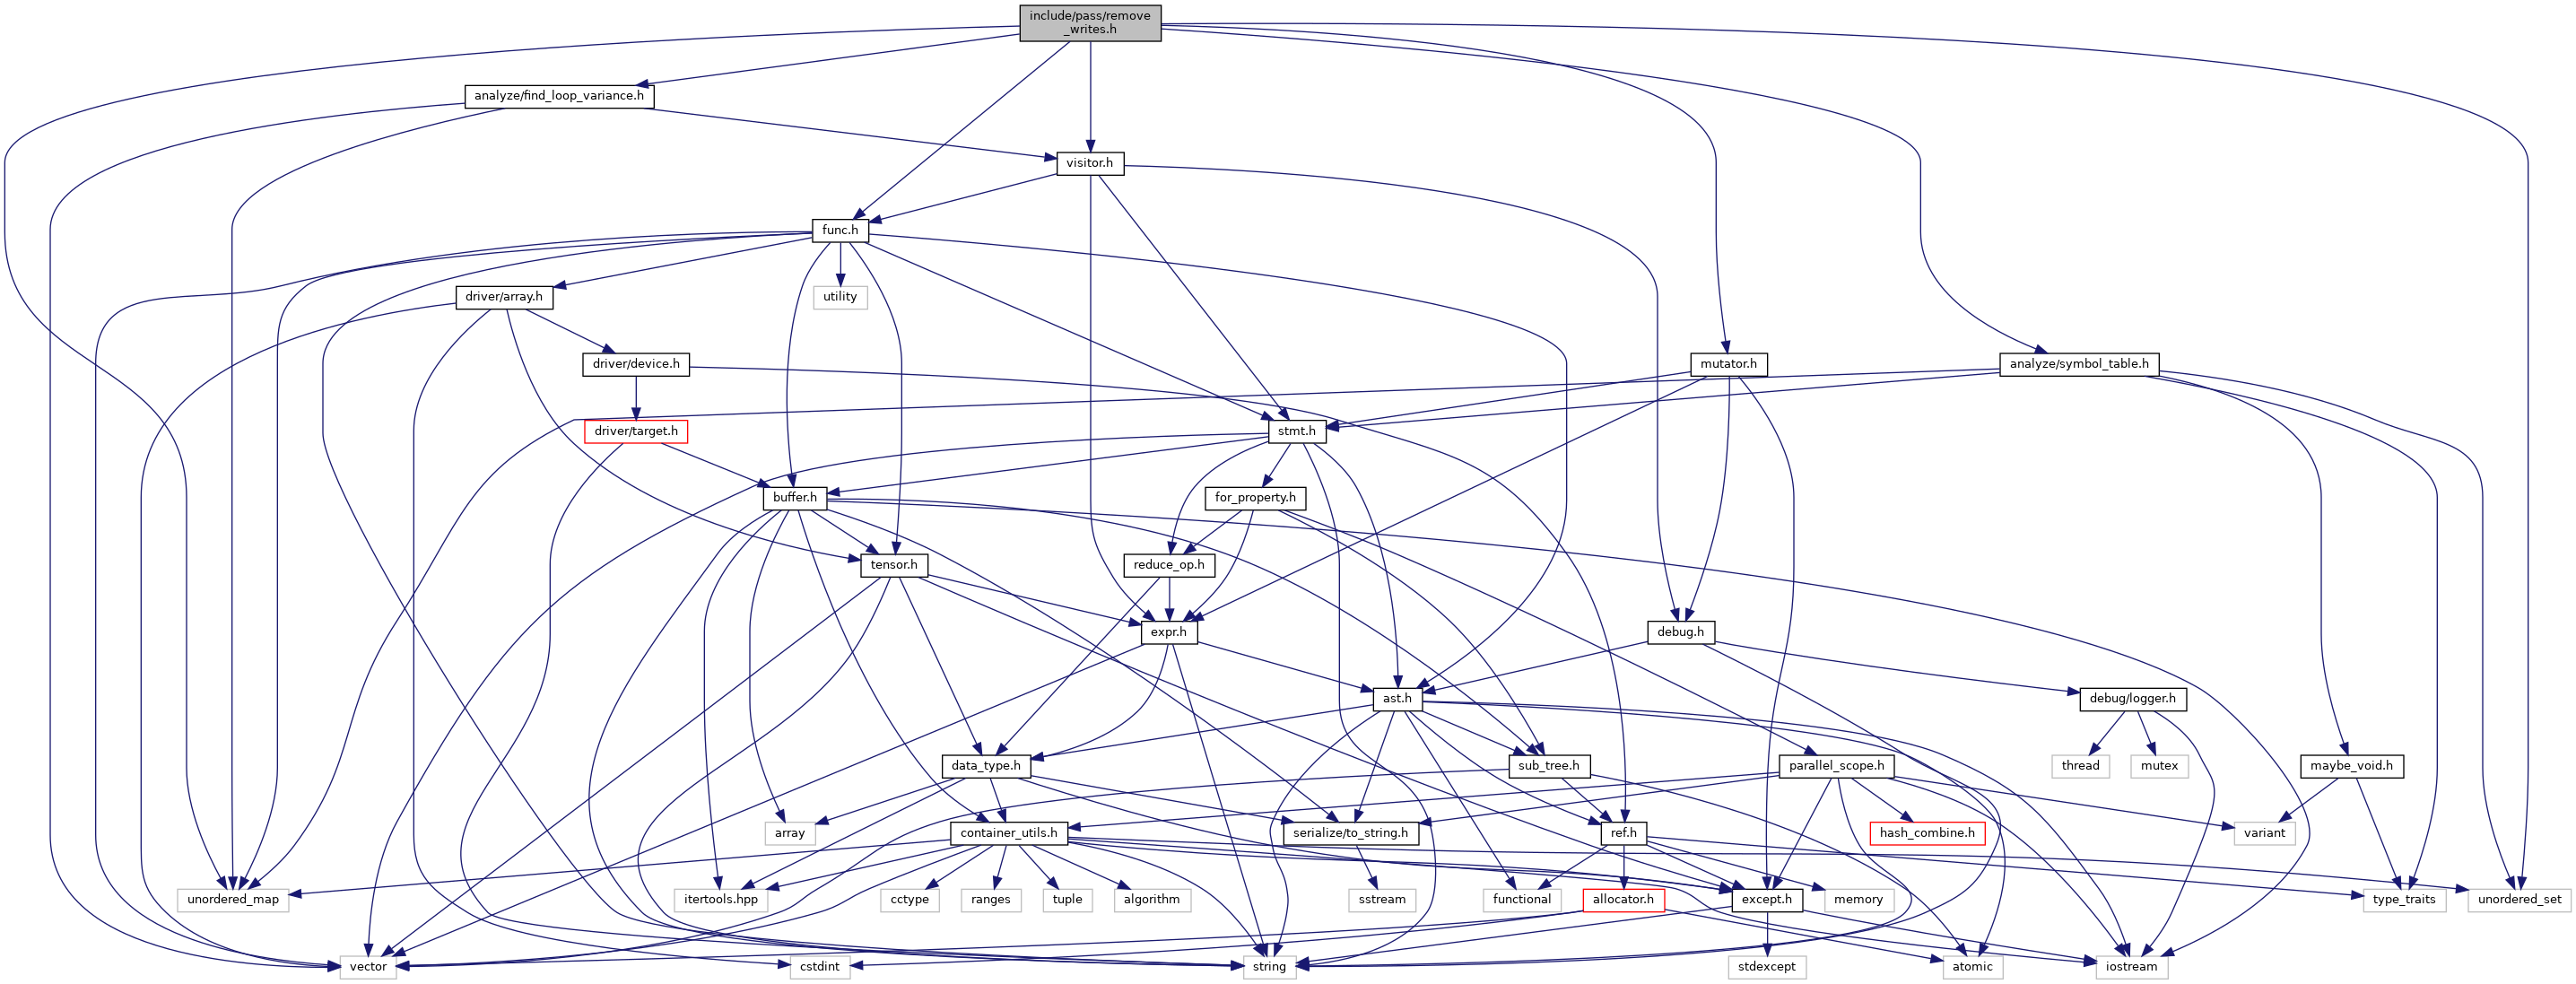 include/pass/remove
_writes.h
analyze/find_loop_variance.h
visitor.h
func.h
driver/array.h
utility
driver/device.h
mutator.h
analyze/symbol_table.h
driver/target.h
stmt.h
buffer.h
for_property.h
tensor.h
reduce_op.h
expr.h
debug.h
ast.h
debug/logger.h
data_type.h
sub_tree.h
parallel_scope.h
thread
mutex
maybe_void.h
array
container_utils.h
serialize/to_string.h
ref.h
hash_combine.h
variant
unordered_map
itertools.hpp
cctype
ranges
tuple
algorithm
sstream
functional
allocator.h
except.h
memory
type_traits
unordered_set
vector
cstdint
string
stdexcept
atomic
iostream